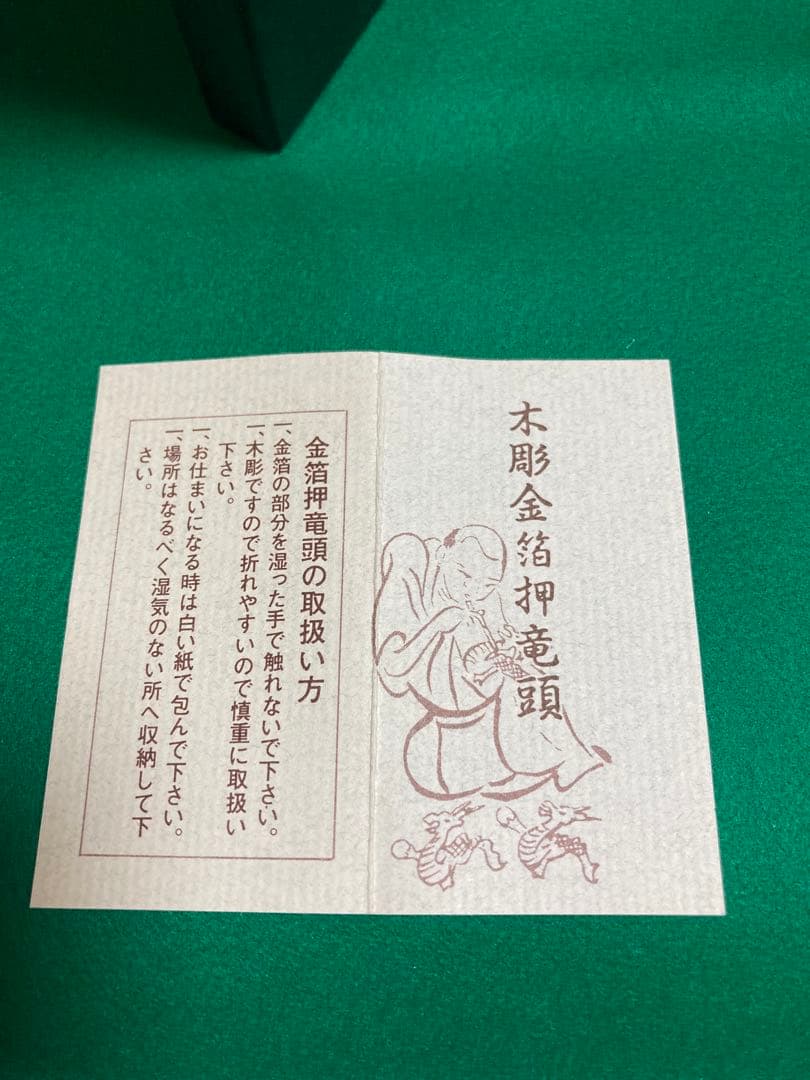 木彫金箔押竜頭
金箔押竜頭の取扱い方
一、金箔の部分を湿った手で触れないで下さい。
一、木彫ですので折れやすいので慎重に取扱い
下さい。
一、お仕まいになる時は白い紙で包んで下さい。
一、場所はなるべく湿気のない所へ収納して下
さい。